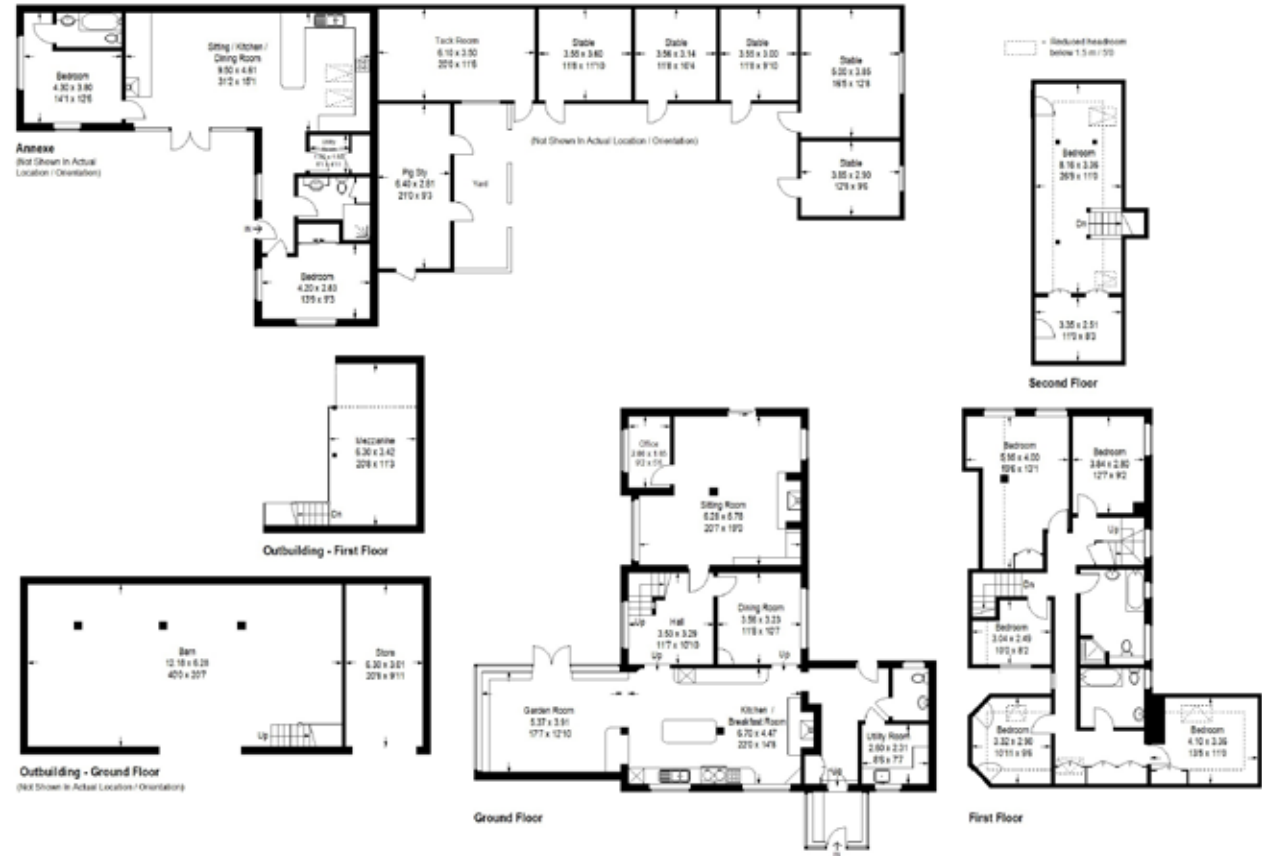 Sitting / Kitchen /
Dining Room
9.50 x 4.61
31'2 x 15'1
Bedroom
4.30 x 3.80
14'1 x 12'6
Annexe
(Not Shown In Actual
Location / Orientation)
Utility
Bedroom
4.20 x 2.83
13'9 x 9'3
IN
Tack Room
6.10 x 3.50
20'0 x 11'6
Stable
3.55 x 3.60
11'8 x 11'10
Stable
3.56 x 3.14
11'8 x 10'4
Stable
3.55 x 3.00
11'8 x 9'10
Stable
5.00 x 3.85
16'5 x 12'8
(Not Shown In Actual Location / Orientation)
Pig Sty
6.40 x 2.81
21'0 x 9'3
Yard
Stable
3.85 x 2.90
12'8 x 9'6
= Reduced headroom
below 1.5 m / 5'0
Bedroom
8.16 x 3.36
26'9 x 11'0
Dn
3.35 x 2.51
11'0 x 8'3
Second Floor
Mezzanine
6.30 x 3.42
20'8 x 11'3
Dn
Outbuilding - First Floor
Barn
12.18 x 6.28
40'0 x 20'7
Store
6.30 x 3.01
20'8 x 9'11
Up
Outbuilding - Ground Floor
(Not Shown In Actual Location / Orientation)
Office
Sitting Room
6.28 x 5.78
20'7 x 19'0
Up
Hall
3.53 x 3.29
11'7 x 10'10
Dining Room
3.56 x 3.23
11'8 x 10'7
Up
Up
Garden Room
5.37 x 3.91
17'7 x 12'10
Kitchen /
Breakfast Room
6.70 x 4.47
22'0 x 14'8
Utility Room
2.60 x 2.31
8'6 x 7'7
IN
Ground Floor
Bedroom
5.95 x 4.00
19'6 x 13'1
Bedroom
3.84 x 2.80
12'7 x 9'2
Up
Dn
Bedroom
3.04 x 2.49
10'0 x 8'2
Bedroom
3.32 x 2.90
10'11 x 9'6
Bedroom
4.10 x 3.36
13'5 x 11'0
First Floor